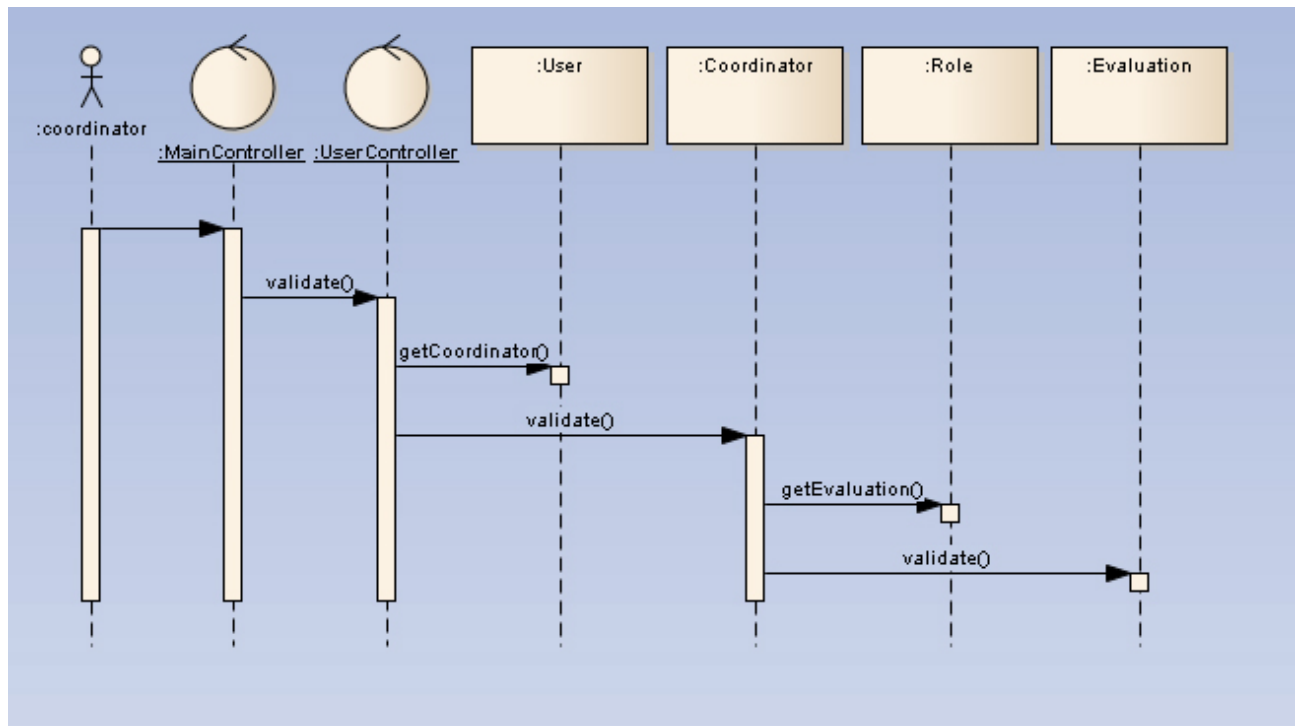 :User
:Coordinator
:Role
:Evaluation
:coordinator
:MainController
:UserController
validate()
getCoordinator()
validate()
getEvaluation()
validate()